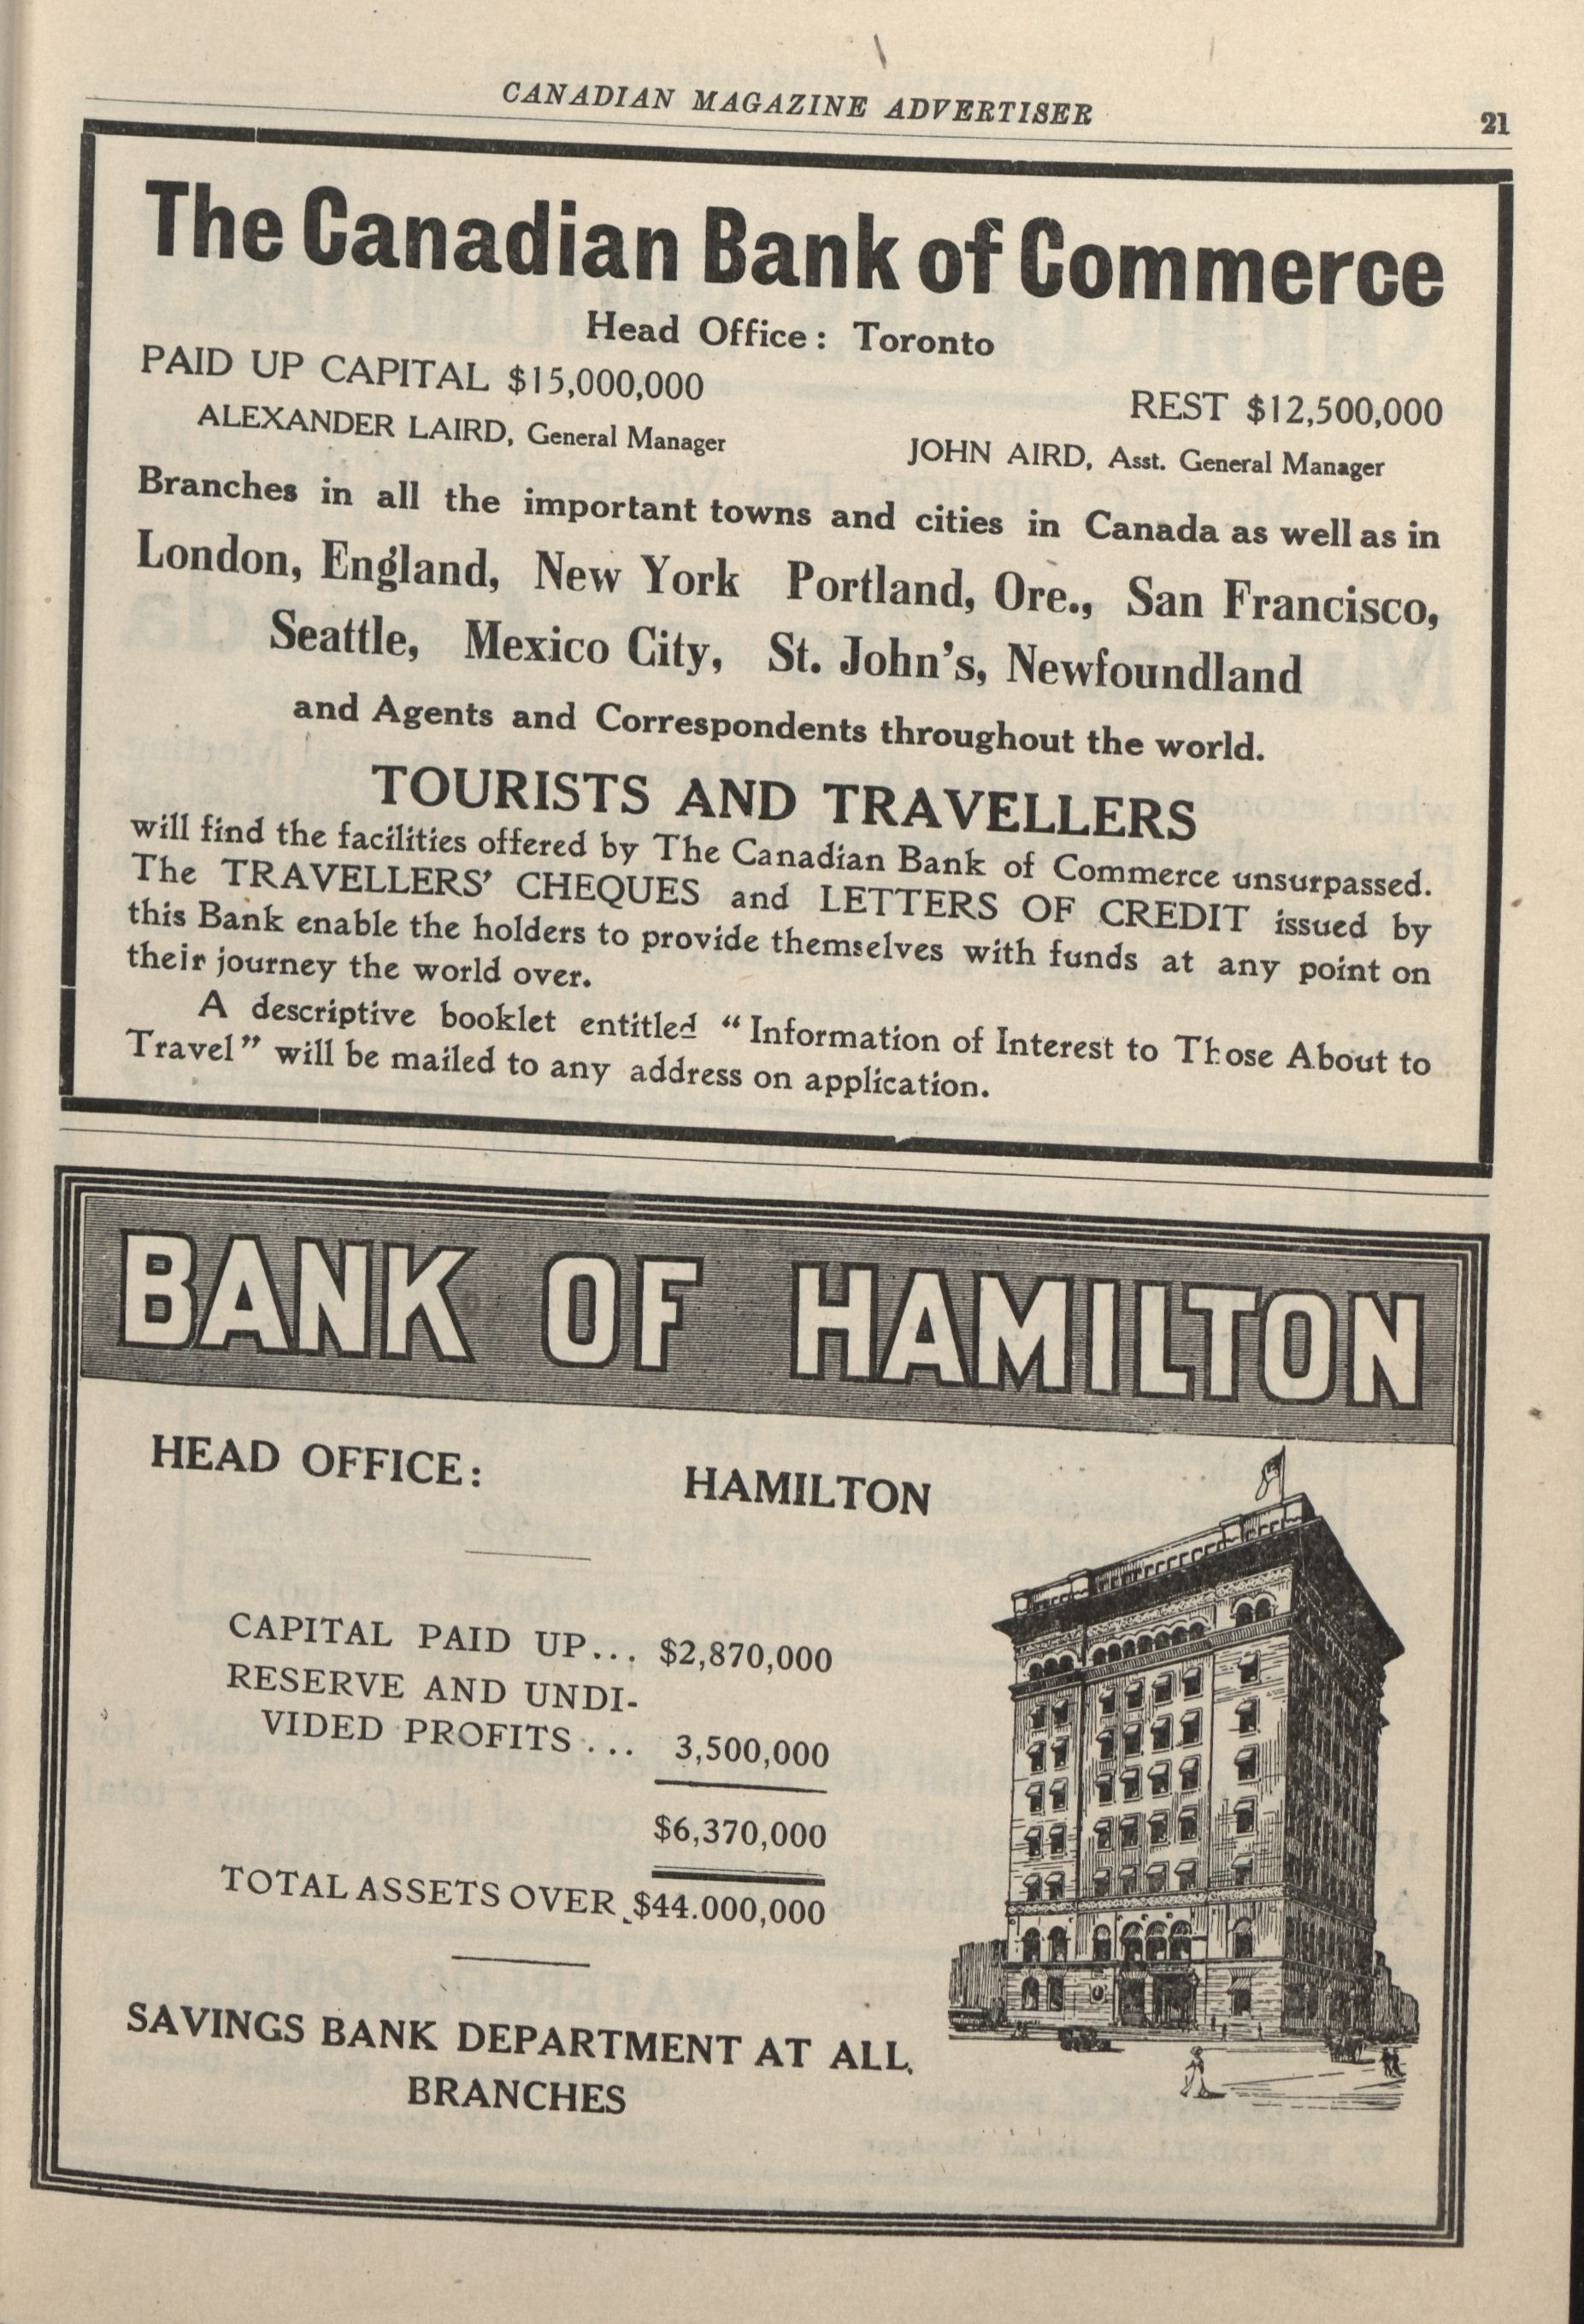 CANADIAN MAGAZINE ADVERTISER 21
The Canadian Bank of Commerce
Head Office: Toronto
PAID UP CAPITAL $15,000,000 REST $12,500,000
ALEXANDER LAIRD, General Manager JOHN AIRD, Asst. General Manager
Branches in all the important towns and cities in Canada as well as in
London, England, New York Portland, Ore., San Francisco,
Seattle, Mexico City, St. John's, Newfoundland
and Agents and Correspondents throughout the world.
TOURISTS AND TRAVELLERS
will find the facilities offered by The Canadian Bank of Commerce unsurpassed.
The TRAVELLERS' CHEQUES and LETTERS OF CREDIT issued by
this Bank enable the holders to provide themselves with funds at any point on
their journey the world over.
A descriptive booklet entitled "Information of Interest to Those About to
Travel" will be mailed to any address on application.
BANK OF HAMILTON
HEAD OFFICE: HAMILTON
CAPITAL PAID UP... $2,870,000
RESERVE AND UNDI-
VIDED PROFITS... 3,500,000
$6,370,000
TOTAL ASSETS OVER $44.000,000
SAVINGS BANK DEPARTMENT AT ALL
BRANCHES